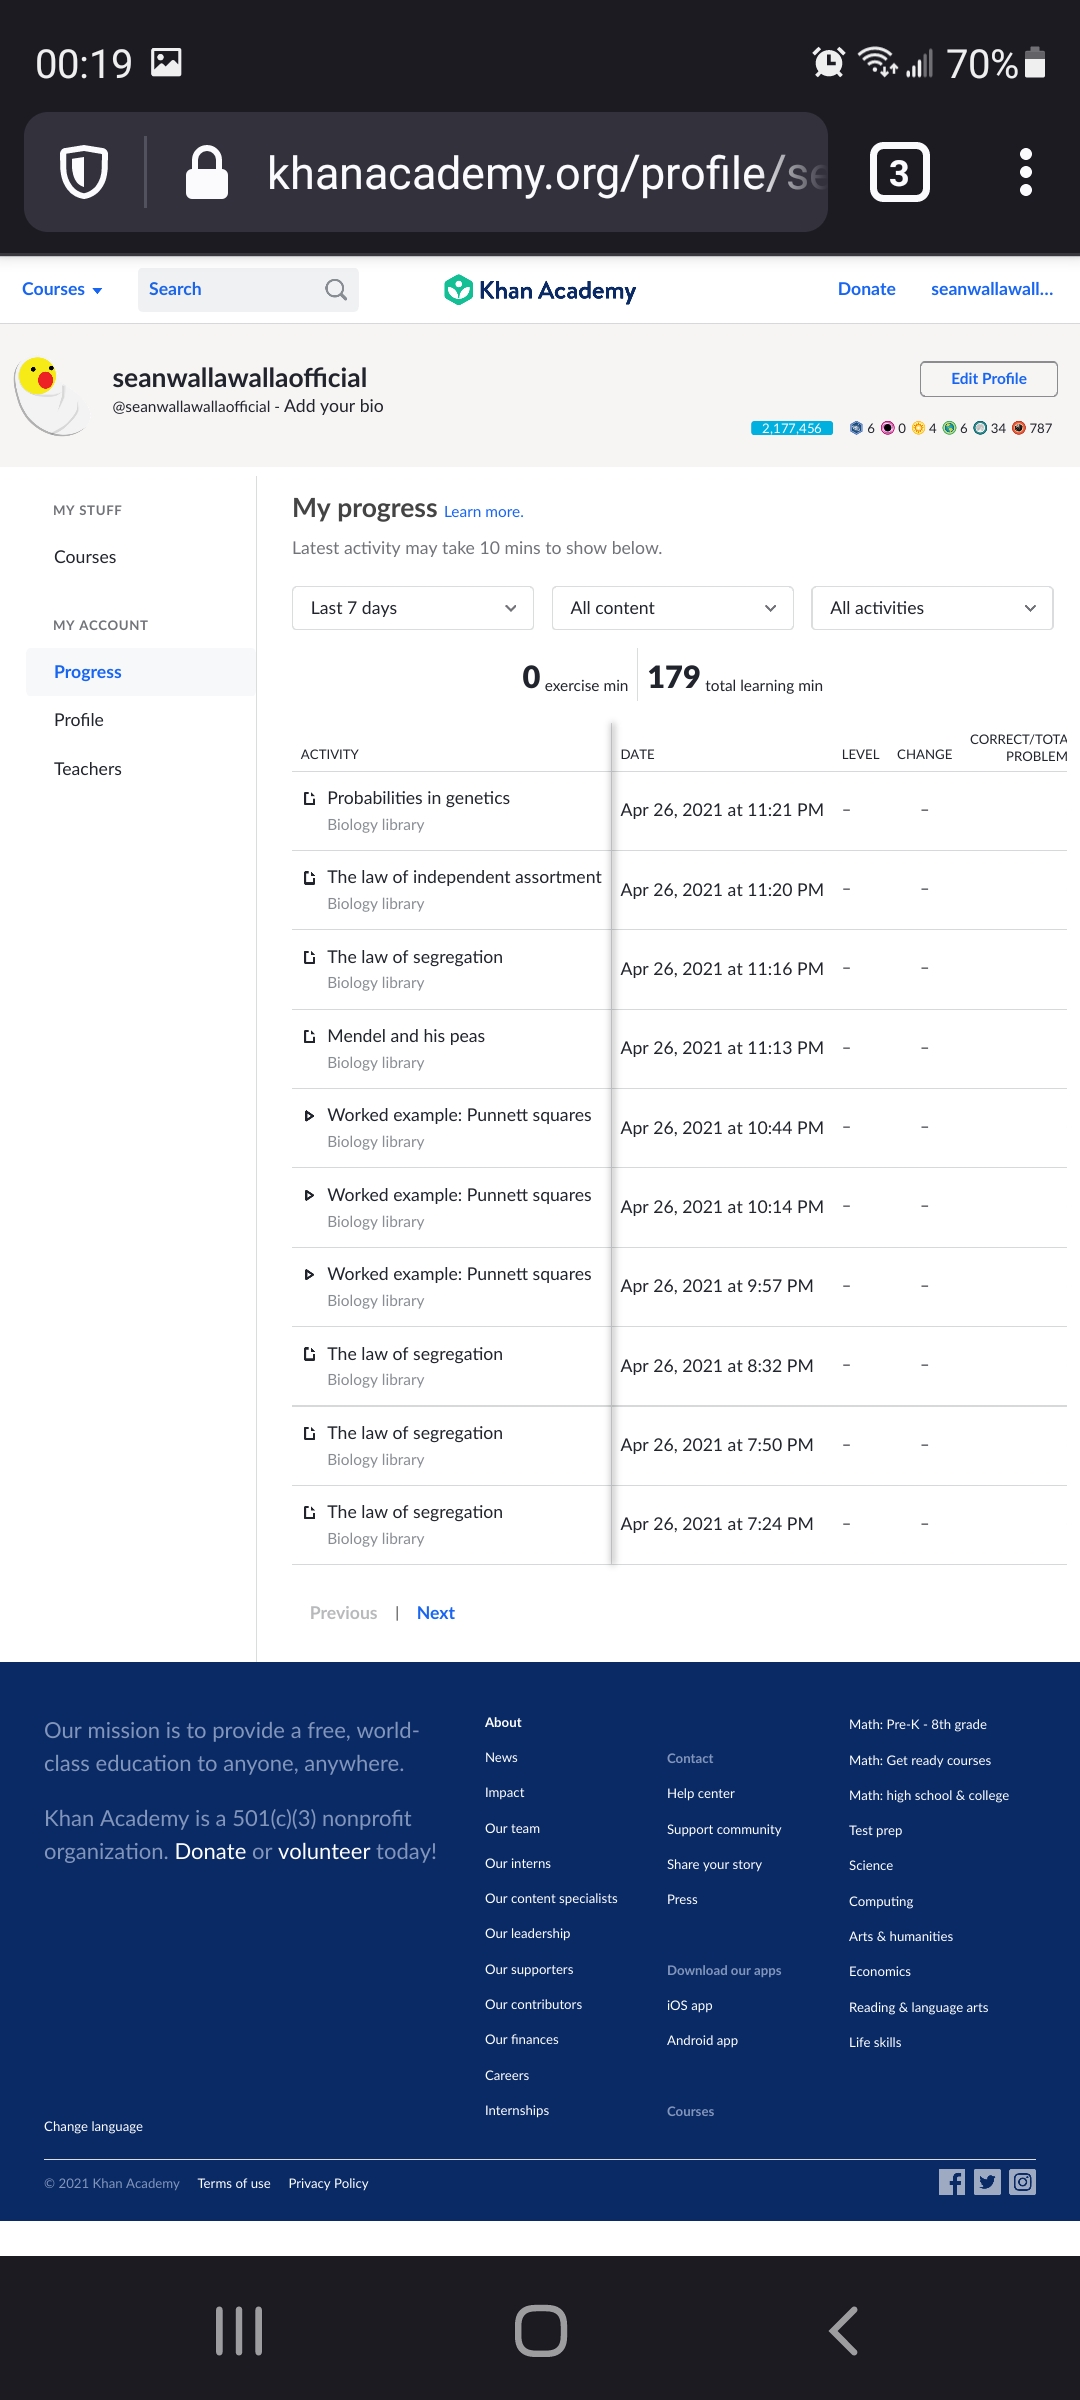 00:19
70%
khanacademy.org/profile/se
3
Courses
Search
Khan Academy
Donate
seanwallawall...
seanwallawallaofficial
@seanwallawallaofficial - Add your bio
Edit Profile
2,177,456 6 0 4 6 34 787
MY STUFF
Courses
MY ACCOUNT
Progress
Profile
Teachers
My progress Learn more.
Latest activity may take 10 mins to show below.
Last 7 days
All content
All activities
0 exercise min
179 total learning min
ACTIVITY DATE LEVEL CHANGE CORRECT/TOTA
PROBLEM
Probabilities in genetics
Biology library
Apr 26, 2021 at 11:21 PM – –
The law of independent assortment
Biology library
Apr 26, 2021 at 11:20 PM – –
The law of segregation
Biology library
Apr 26, 2021 at 11:16 PM – –
Mendel and his peas
Biology library
Apr 26, 2021 at 11:13 PM – –
Worked example: Punnett squares
Biology library
Apr 26, 2021 at 10:44 PM – –
Worked example: Punnett squares
Biology library
Apr 26, 2021 at 10:14 PM – –
Worked example: Punnett squares
Biology library
Apr 26, 2021 at 9:57 PM – –
The law of segregation
Biology library
Apr 26, 2021 at 8:32 PM – –
The law of segregation
Biology library
Apr 26, 2021 at 7:50 PM – –
The law of segregation
Biology library
Apr 26, 2021 at 7:24 PM – –
Previous | Next
Our mission is to provide a free, world-
class education to anyone, anywhere.
Khan Academy is a 501(c)(3) nonprofit
organization. Donate or volunteer today!
About
News
Impact
Our team
Our interns
Our content specialists
Our leadership
Our supporters
Our contributors
Our finances
Careers
Internships
Contact
Help center
Support community
Share your story
Press
Download our apps
iOS app
Android app
Courses
Math: Pre-K - 8th grade
Math: Get ready courses
Math: high school & college
Test prep
Science
Computing
Arts & humanities
Economics
Reading & language arts
Life skills
Change language
© 2021 Khan Academy Terms of use Privacy Policy